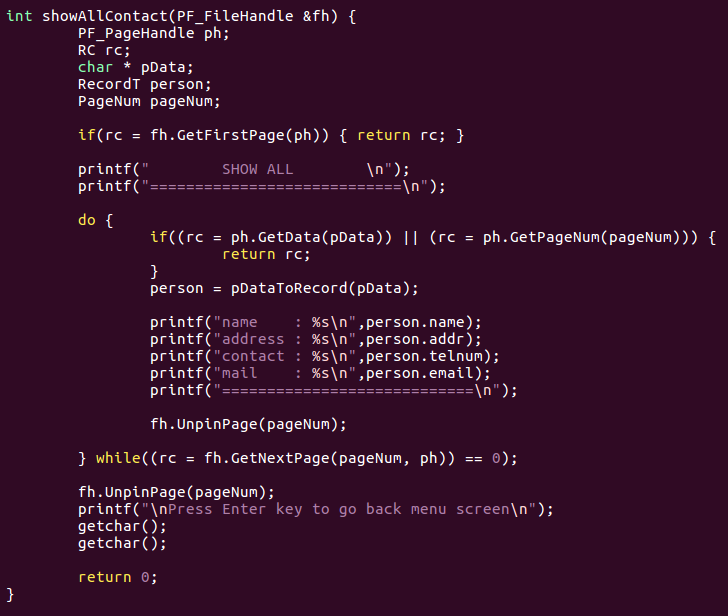 int showAllContact(PF_FileHandle &fh) {
        PF_PageHandle ph;
        RC rc;
        char * pData;
        RecordT person;
        PageNum pageNum;

        if(rc = fh.GetFirstPage(ph)) { return rc; }

        printf("        SHOW ALL        \n");
        printf("============================\n");

        do {
                if((rc = ph.GetData(pData)) || (rc = ph.GetPageNum(pageNum))) {
                        return rc;
                }
                person = pDataToRecord(pData);

                printf("name    : %s\n",person.name);
                printf("address : %s\n",person.addr);
                printf("contact : %s\n",person.telnum);
                printf("mail    : %s\n",person.email);
                printf("============================\n");

                fh.UnpinPage(pageNum);

        } while((rc = fh.GetNextPage(pageNum, ph)) == 0);

        fh.UnpinPage(pageNum);
        printf("\nPress Enter key to go back menu screen\n");
        getchar();
        getchar();

        return 0;
}